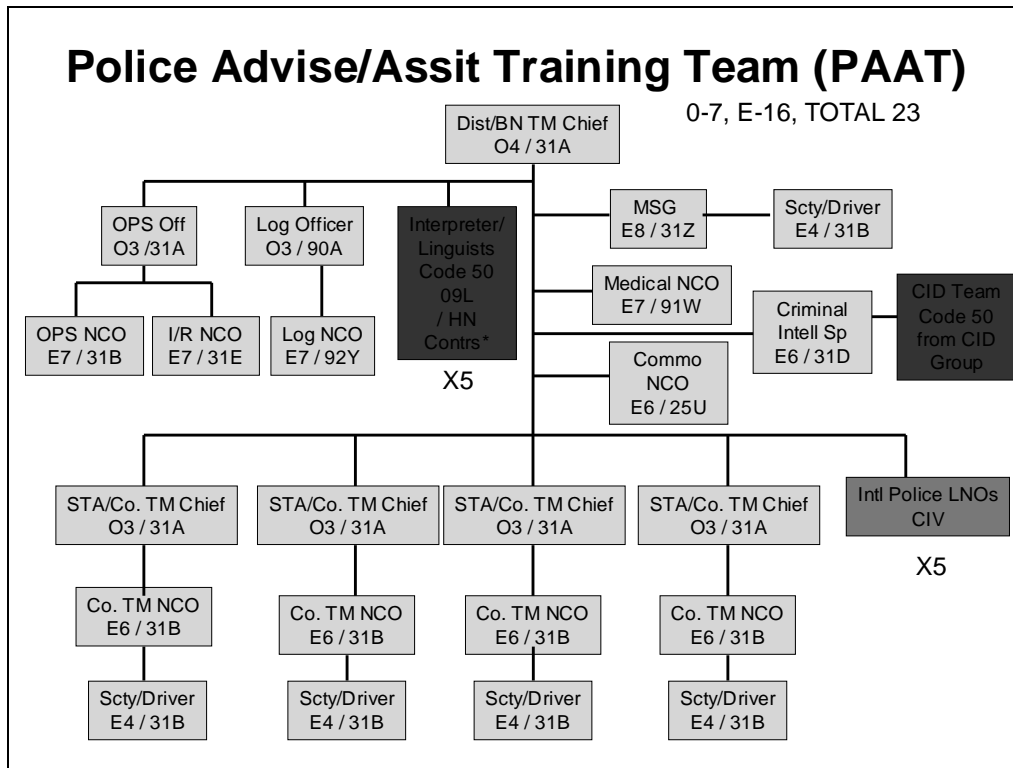 Police Advise/Assit Training Team (PAAT)
0-7, E-16, TOTAL 23
Dist/BN TM Chief
O4 / 31A
OPS Off
O3 /31A
Log Officer
O3 / 90A
Interpreter/
Linguists
Code 50
09L
/ HN
Contrs*
X5
MSG
E8 / 31Z
Scty/Driver
E4 / 31B
OPS NCO
E7 / 31B
I/R NCO
E7 / 31E
Log NCO
E7 / 92Y
Medical NCO
E7 / 91W
Criminal
Intell Sp
E6 / 31D
CID Team
Code 50
from CID
Group
Commo
NCO
E6 / 25U
STA/Co. TM Chief
O3 / 31A
STA/Co. TM Chief
O3 / 31A
STA/Co. TM Chief
O3 / 31A
STA/Co. TM Chief
O3 / 31A
Intl Police LNOs
CIV
X5
Co. TM NCO
E6 / 31B
Co. TM NCO
E6 / 31B
Co. TM NCO
E6 / 31B
Co. TM NCO
E6 / 31B
Scty/Driver
E4 / 31B
Scty/Driver
E4 / 31B
Scty/Driver
E4 / 31B
Scty/Driver
E4 / 31B